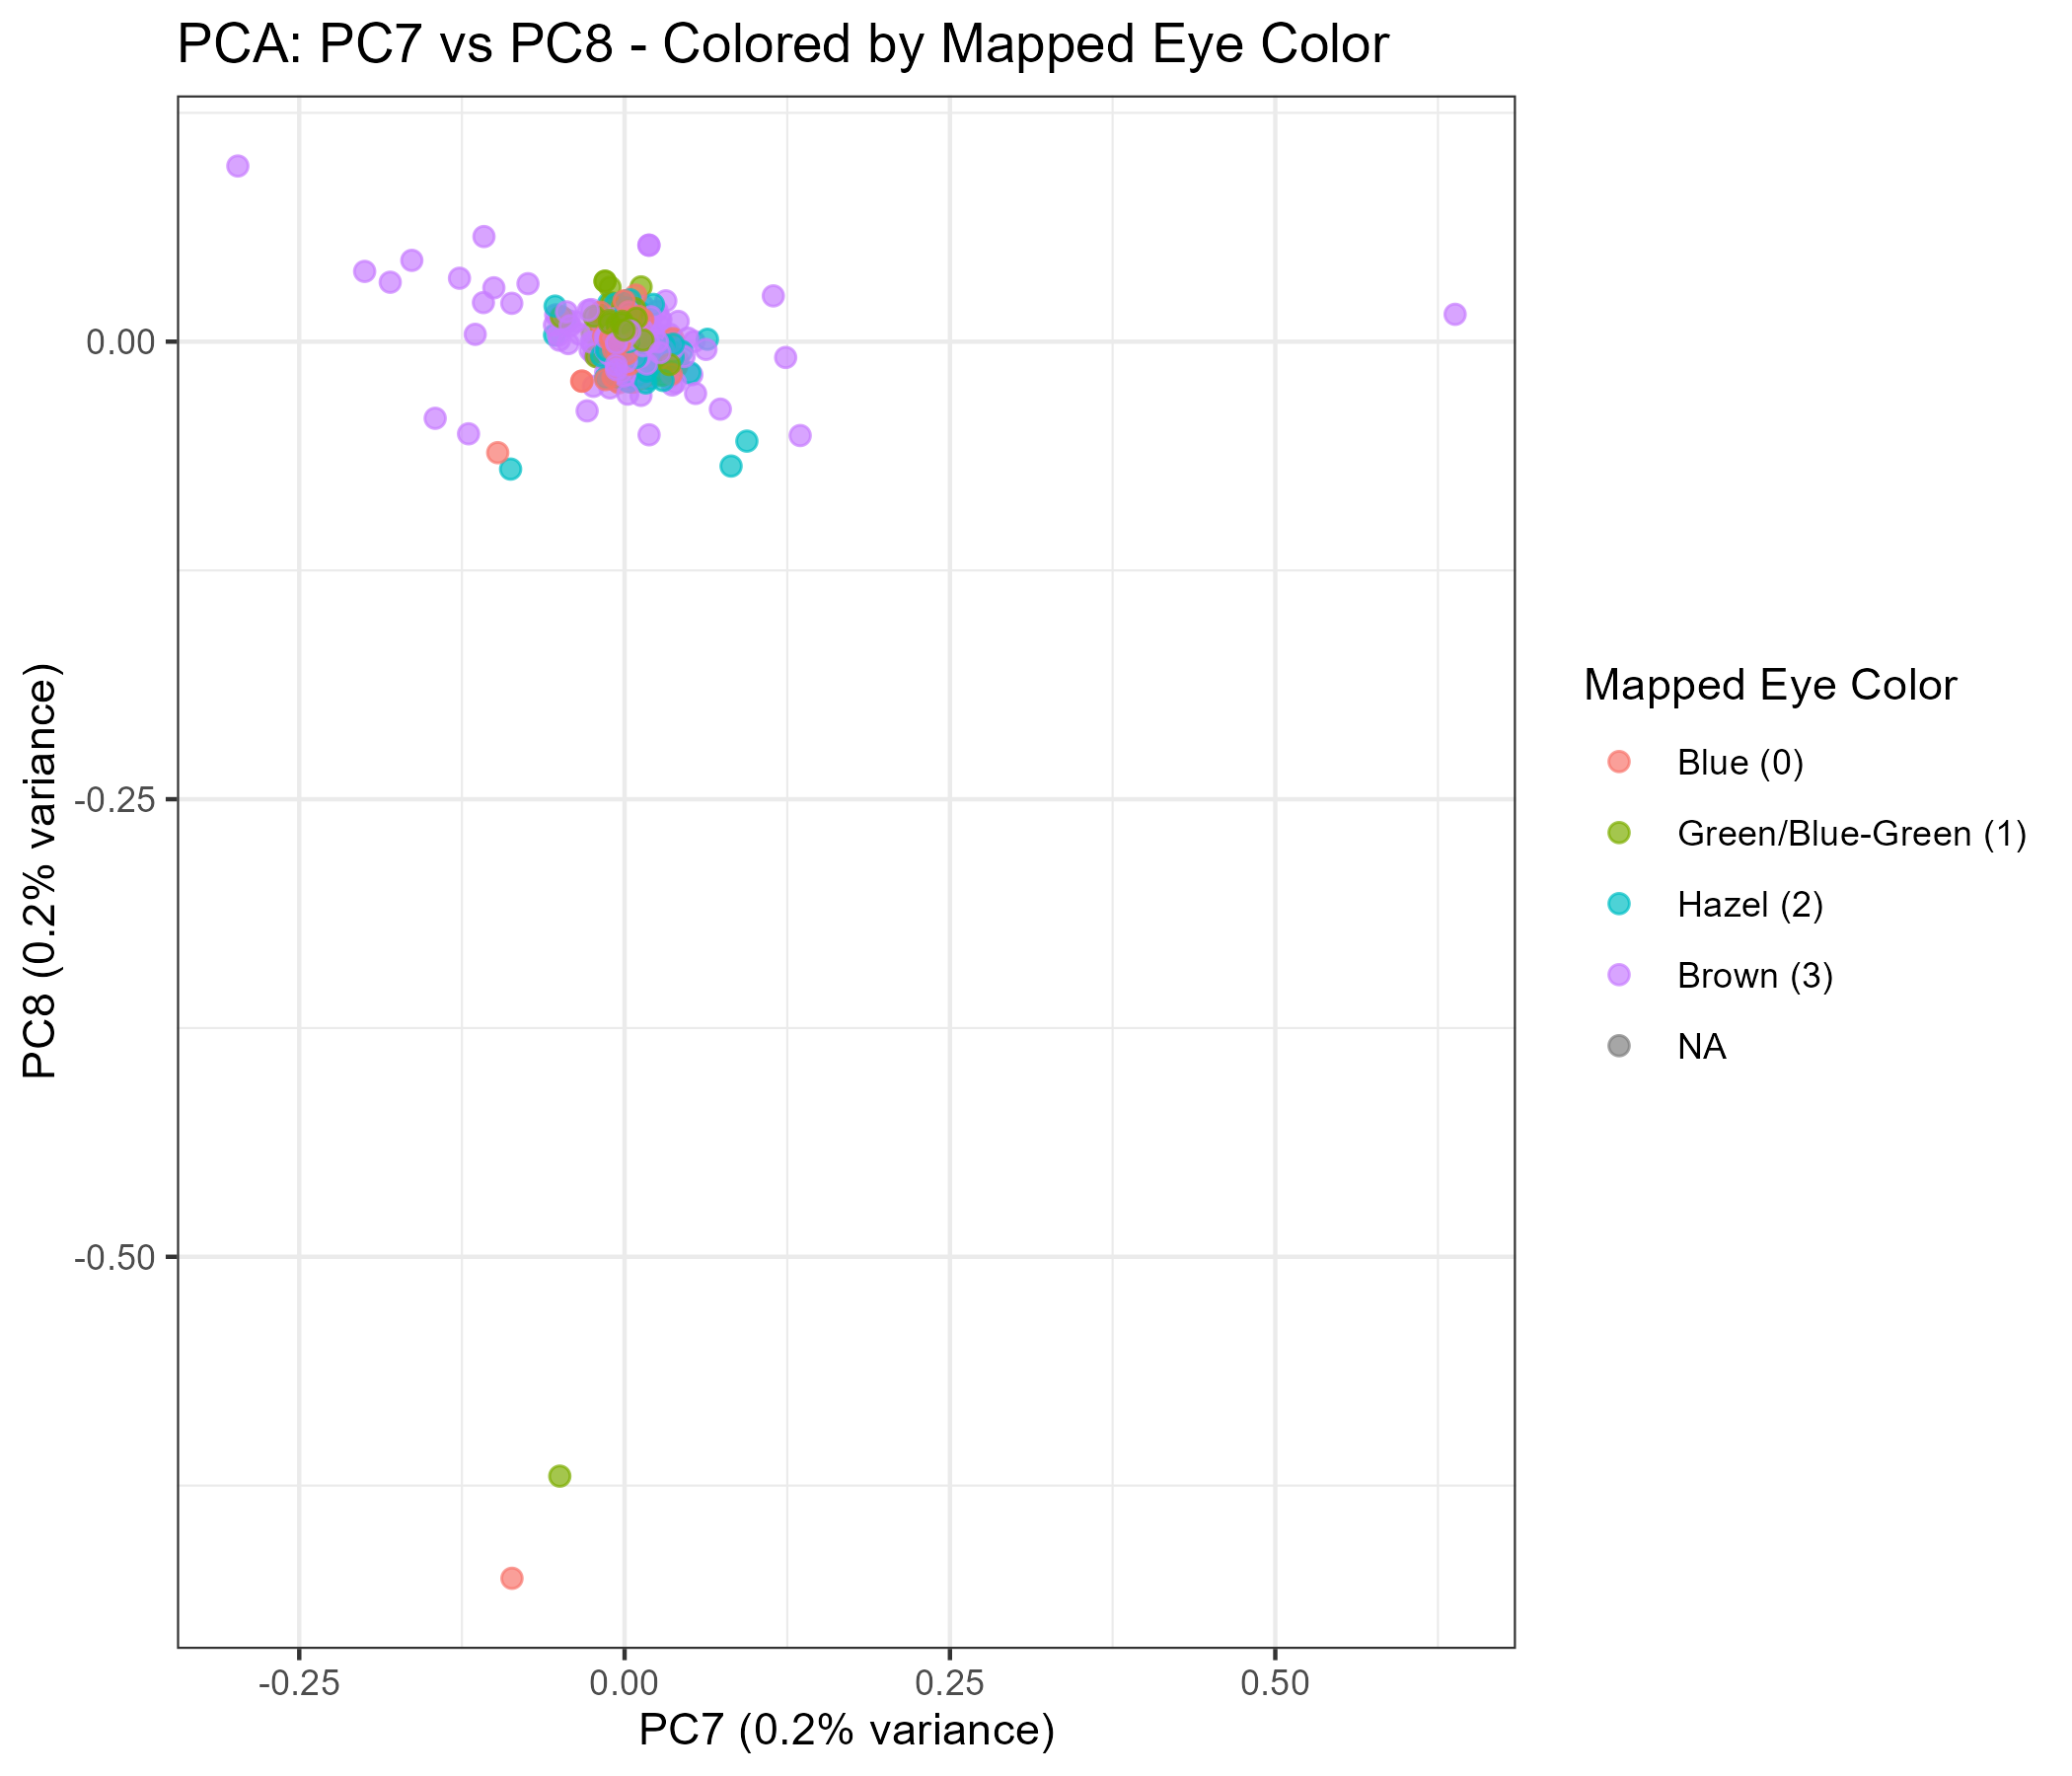 PCA: PC7 vs PC8 - Colored by Mapped Eye Color
PC8 (0.2% variance)
0.00
-0.25
-0.50
-0.25
0.00
0.25
0.50
PC7 (0.2% variance)
Mapped Eye Color
Blue (0)
Green/Blue-Green (1)
Hazel (2)
Brown (3)
NA